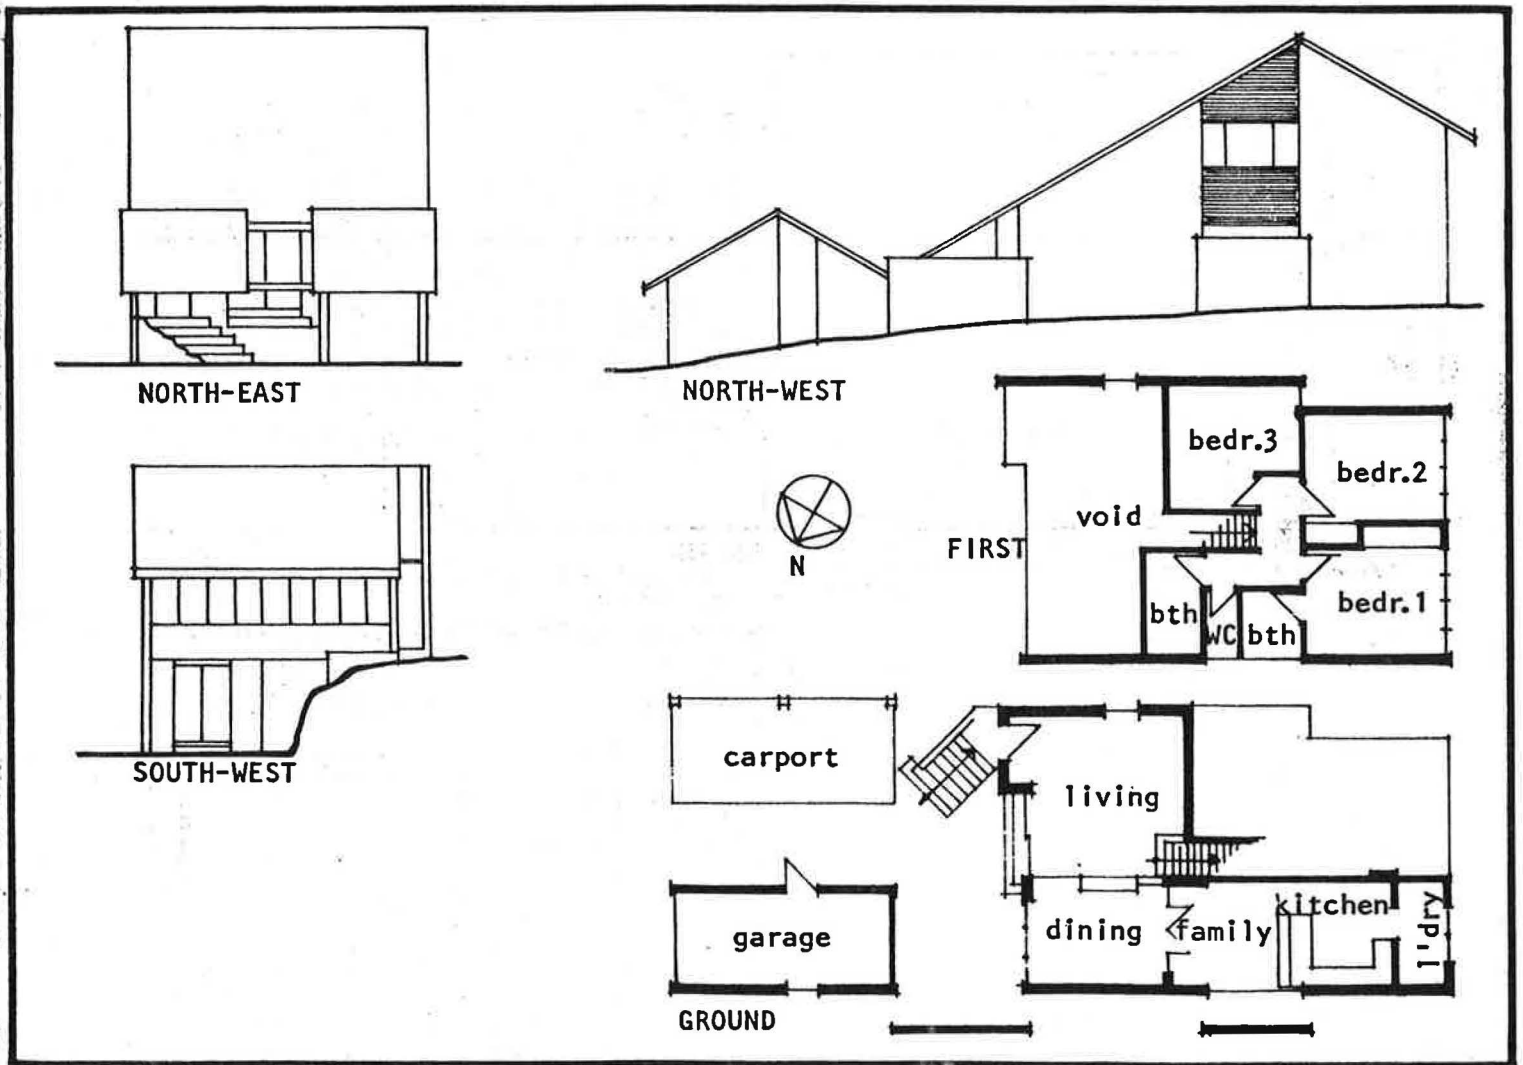 NORTH-EAST
NORTH-WEST
SOUTH-WEST
N
FIRST
bedr.3
bedr.2
void
bth
WC
bth
bedr.1
carport
living
garage
dining
family
kitchen
l'dry
GROUND